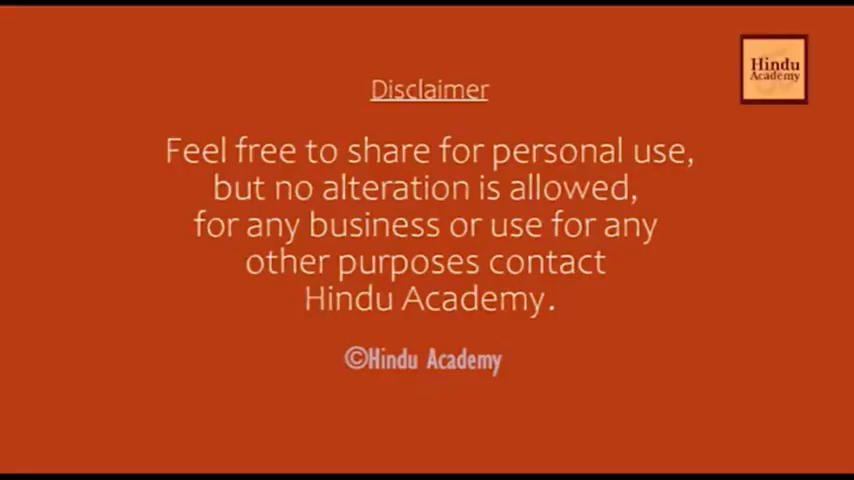 Hindu
Academy
Disclaimer
Feel free to share for personal use,
but no alteration is allowed,
for any business or use for any
other purposes contact
Hindu Academy.
©Hindu Academy